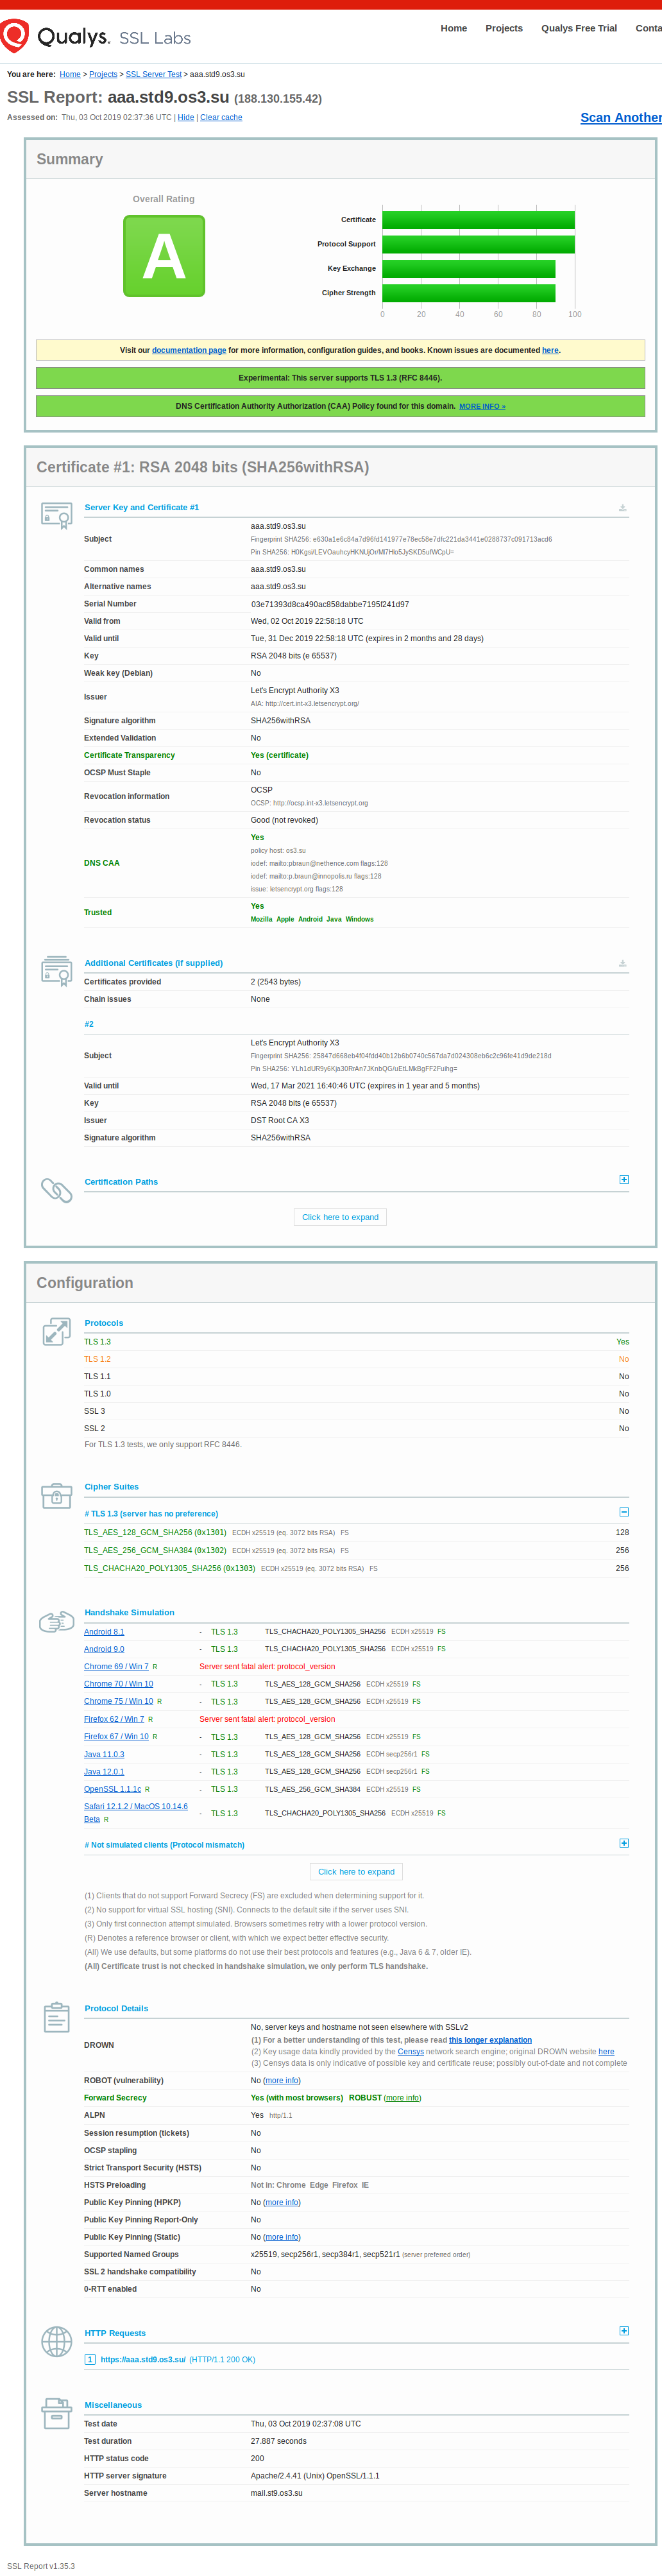 Qualys. SSL Labs
Home Projects Qualys Free Trial Conta
You are here: Home > Projects > SSL Server Test > aaa.std9.os3.su
SSL Report: aaa.std9.os3.su (188.130.155.42)
Assessed on: Thu, 03 Oct 2019 02:37:36 UTC | Hide | Clear cache
Scan Another
Summary
Overall Rating
A
Certificate
Protocol Support
Key Exchange
Cipher Strength
0 20 40 60 80 100
Visit our documentation page for more information, configuration guides, and books. Known issues are documented here.
Experimental: This server supports TLS 1.3 (RFC 8446).
DNS Certification Authority Authorization (CAA) Policy found for this domain. MORE INFO »
Certificate #1: RSA 2048 bits (SHA256withRSA)
Server Key and Certificate #1
Subject
aaa.std9.os3.su
Fingerprint SHA256: e630a1e6c84a7d96fd141977e78ec58e7dfc221da3441e0288737c091713acd6
Pin SHA256:
Common names aaa.std9.os3.su
Alternative names aaa.std9.os3.su
Serial Number 03e71393d8ca490ac858dabbe7195f241d97
Valid from Wed, 02 Oct 2019 22:58:18 UTC
Valid until Tue, 31 Dec 2019 22:58:18 UTC (expires in 2 months and 28 days)
Key RSA 2048 bits (e 65537)
Weak key (Debian) No
Issuer
Let's Encrypt Authority X3
AIA: http://cert.int-x3.letsencrypt.org/
Signature algorithm SHA256withRSA
Extended Validation No
Certificate Transparency Yes (certificate)
OCSP Must Staple No
Revocation information
OCSP
OCSP: http://ocsp.int-x3.letsencrypt.org
Revocation status Good (not revoked)
DNS CAA
Yes
policy host: os3.su
iodef: mailto:pbraun@nethence.com flags:128
iodef: mailto:p.braun@innopolis.ru flags:128
issue: letsencrypt.org flags:128
Trusted
Yes
Mozilla Apple Android Java Windows
Additional Certificates (if supplied)
Certificates provided 2 (2543 bytes)
Chain issues None
#2
Subject
Let's Encrypt Authority X3
Fingerprint SHA256: 25847d668eb4f04fdd40b12b6b0740c567da7d024308eb6c2c96fe41d9de218d
Pin SHA256: YLh1dUR9y6Kja30RrAn7JKnbQG/uEtLMkBgFF2Fuihg=
Valid until Wed, 17 Mar 2021 16:40:46 UTC (expires in 1 year and 5 months)
Key RSA 2048 bits (e 65537)
Issuer DST Root CA X3
Signature algorithm SHA256withRSA
Certification Paths
Click here to expand
Configuration
Protocols
TLS 1.3 Yes
TLS 1.2 No
TLS 1.1 No
TLS 1.0 No
SSL 3 No
SSL 2 No
For TLS 1.3 tests, we only support RFC 8446.
Cipher Suites
# TLS 1.3 (server has no preference)
TLS_AES_128_GCM_SHA256 (0x1301) ECDH x25519 (eq. 3072 bits RSA) FS 128
TLS_AES_256_GCM_SHA384 (0x1302) ECDH x25519 (eq. 3072 bits RSA) FS 256
TLS_CHACHA20_POLY1305_SHA256 (0x1303) ECDH x25519 (eq. 3072 bits RSA) FS 256
Handshake Simulation
Android 8.1 - TLS 1.3 TLS_CHACHA20_POLY1305_SHA256 ECDH x25519 FS
Android 9.0 - TLS 1.3 TLS_CHACHA20_POLY1305_SHA256 ECDH x25519 FS
Chrome 69 / Win 7 R Server sent fatal alert: protocol_version
Chrome 70 / Win 10 - TLS 1.3 TLS_AES_128_GCM_SHA256 ECDH x25519 FS
Chrome 75 / Win 10 R - TLS 1.3 TLS_AES_128_GCM_SHA256 ECDH x25519 FS
Firefox 62 / Win 7 R Server sent fatal alert: protocol_version
Firefox 67 / Win 10 R - TLS 1.3 TLS_AES_128_GCM_SHA256 ECDH x25519 FS
Java 11.0.3 - TLS 1.3 TLS_AES_128_GCM_SHA256 ECDH secp256r1 FS
Java 12.0.1 - TLS 1.3 TLS_AES_128_GCM_SHA256 ECDH secp256r1 FS
OpenSSL 1.1.1c R - TLS 1.3 TLS_AES_256_GCM_SHA384 ECDH x25519 FS
Safari 12.1.2 / MacOS 10.14.6
Beta R - TLS 1.3 TLS_CHACHA20_POLY1305_SHA256 ECDH x25519 FS
# Not simulated clients (Protocol mismatch)
Click here to expand
(1) Clients that do not support Forward Secrecy (FS) are excluded when determining support for it.
(2) No support for virtual SSL hosting (SNI). Connects to the default site if the server uses SNI.
(3) Only first connection attempt simulated. Browsers sometimes retry with a lower protocol version.
(R) Denotes a reference browser or client, with which we expect better effective security.
(All) We use defaults, but some platforms do not use their best protocols and features (e.g., Java 6 & 7, older IE).
(All) Certificate trust is not checked in handshake simulation, we only perform TLS handshake.
Protocol Details
DROWN
No, server keys and hostname not seen elsewhere with SSLv2
(1) For a better understanding of this test, please read this longer explanation
(2) Key usage data kindly provided by the Censys network search engine; original DROWN website here
(3) Censys data is only indicative of possible key and certificate reuse; possibly out-of-date and not complete
ROBOT (vulnerability) No (more info)
Forward Secrecy Yes (with most browsers) ROBUST (more info)
ALPN Yes http/1.1
Session resumption (tickets) No
OCSP stapling No
Strict Transport Security (HSTS) No
HSTS Preloading Not in: Chrome Edge Firefox IE
Public Key Pinning (HPKP) No (more info)
Public Key Pinning Report-Only No
Public Key Pinning (Static) No (more info)
Supported Named Groups x25519, secp256r1, secp384r1, secp521r1 (server preferred order)
SSL 2 handshake compatibility No
0-RTT enabled No
HTTP Requests
1 https://aaa.std9.os3.su/ (HTTP/1.1 200 OK)
Miscellaneous
Test date Thu, 03 Oct 2019 02:37:08 UTC
Test duration 27.887 seconds
HTTP status code 200
HTTP server signature Apache/2.4.41 (Unix) OpenSSL/1.1.1
Server hostname mail.st9.os3.su
SSL Report v1.35.3